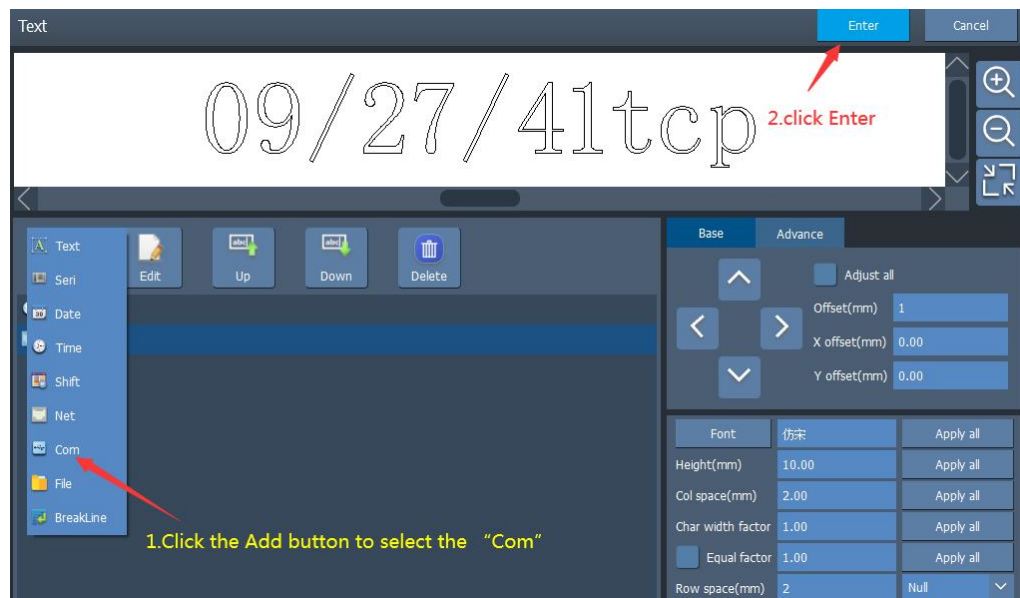 Text
Enter
Cancel
09/27/41tcp
2.click Enter
Text
Seri
Date
Time
Shift
Net
Com
File
BreakLine
Edit
Up
Down
Delete
1.Click the Add button to select the “Com”
Base
Advance
Adjust all
Offset(mm) 1
X offset(mm) 0.00
Y offset(mm) 0.00
Font 仿宋 Apply all
Height(mm) 10.00 Apply all
Col space(mm) 2.00 Apply all
Char width factor 1.00 Apply all
Equal factor 1.00 Apply all
Row space(mm) 2 Null